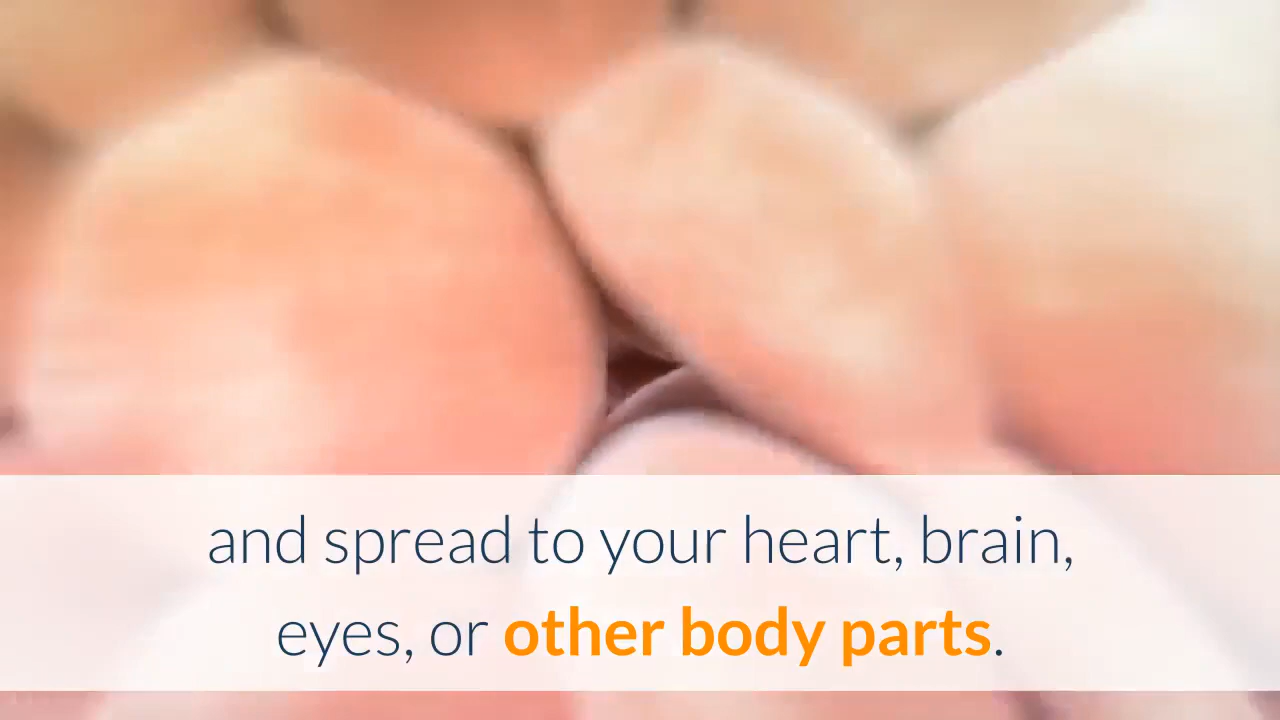 and spread to your heart, brain,
eyes, or other body parts.